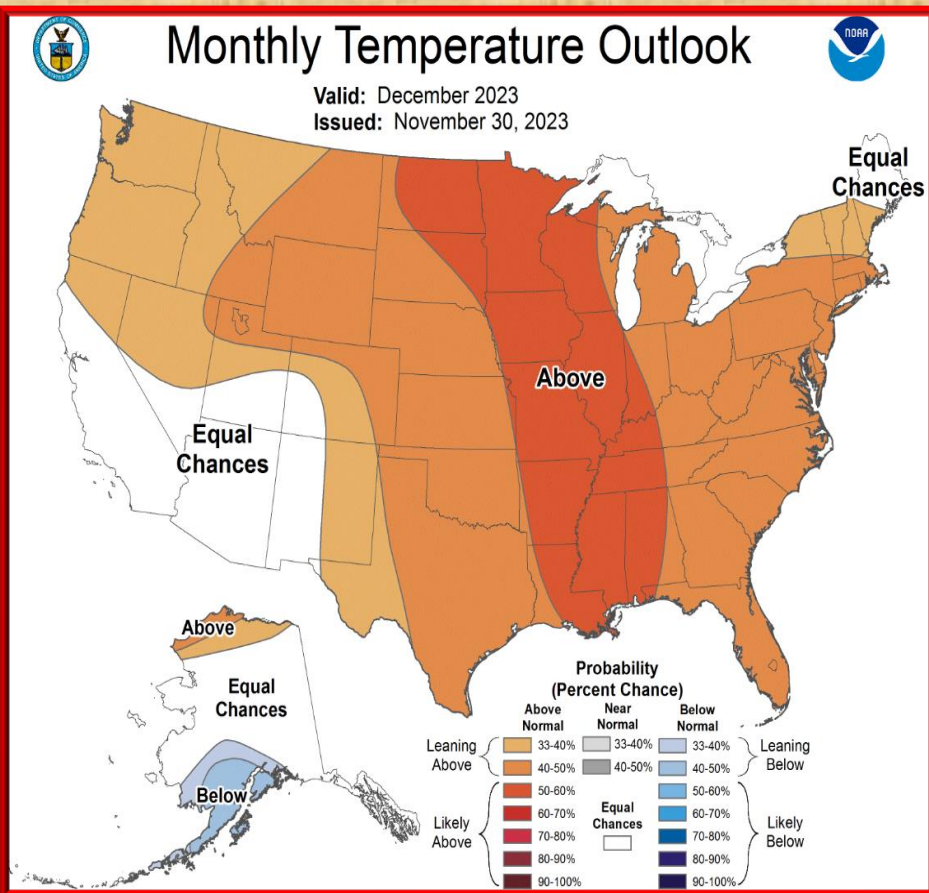 Monthly Temperature Outlook
NOAA
Valid: December 2023
Issued: November 30, 2023
Equal
Chances
Above
Equal
Chances
Above
Equal
Chances
Below
Probability
(Percent Chance)
Above Near Below
Normal Normal Normal
Leaning Above 33-40% 33-40% 33-40% Leaning Below
40-50% 40-50% 40-50%
Likely Above 50-60% Equal Chances 50-60% Likely Below
60-70% 60-70%
70-80% 70-80%
80-90% 80-90%
90-100% 90-100%